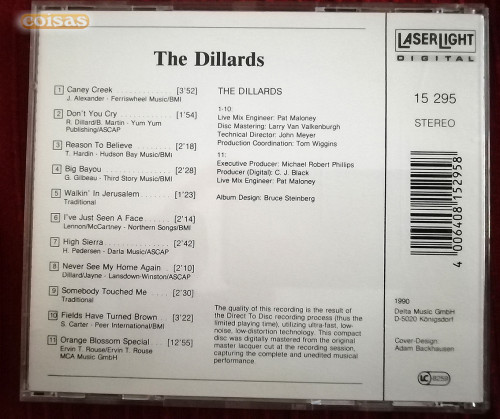 coisas
The Dillards
1 Caney Creek . . . . . . . . . . [3'52]
J. Alexander - Ferriswheel Music/BMI
2 Don't You Cry . . . . . . . . . [1'54]
R. Dillard/B. Martin - Yum Yum
Publishing/ASCAP
3 Reason To Believe . . . . . . [2'18]
T. Hardin - Hudson Bay Music/BMI
4 Big Bayou . . . . . . . . . . . . [2'28]
G. Gilbeau - Third Story Music/BMI
5 Walkin' In Jerusalem . . . . [1'23]
Traditional
6 I've Just Seen A Face . . . . [2'14]
Lennon/McCartney - Northern Songs/BMI
7 High Sierra . . . . . . . . . . . [2'42]
H. Pedersen - Darla Music/ASCAP
8 Never See My Home Again [2'10]
Dillard/Jayne - Lansdown-Winston/ASCAP
9 Somebody Touched Me . . . [2'30]
Traditional
10 Fields Have Turned Brown . [3'22]
S. Carter - Peer International/BMI
11 Orange Blossom Special . . [12'55]
Ervin T. Rouse/Ervin T. Rouse
MCA Music GmbH
THE DILLARDS
1-10:
Live Mix Engineer: Pat Maloney
Disc Mastering: Larry Van Valkenburgh
Technical Director: John Meyer
Production Coordination: Tom Wiggins
11:
Executive Producer: Michael Robert Phillips
Producer (Digital): C. J. Black
Live Mix Engineer: Pat Maloney
Album Design: Bruce Steinberg
The quality of this recording is the result of
the Direct To Disc recording process (thus the
limited playing time), utilizing ultra-fast, low-
noise, low-distortion technology. This compact
disc was digitally mastered from the original
master lacquer cut at the recording session,
capturing the complete and unedited musical
performance.
LASERLIGHT
DIGITAL
15 295
STEREO
4 006408 152958
1990
Delta Music GmbH
D-5020 Königsdorf
Cover-Design:
Adam Backhausen
LC